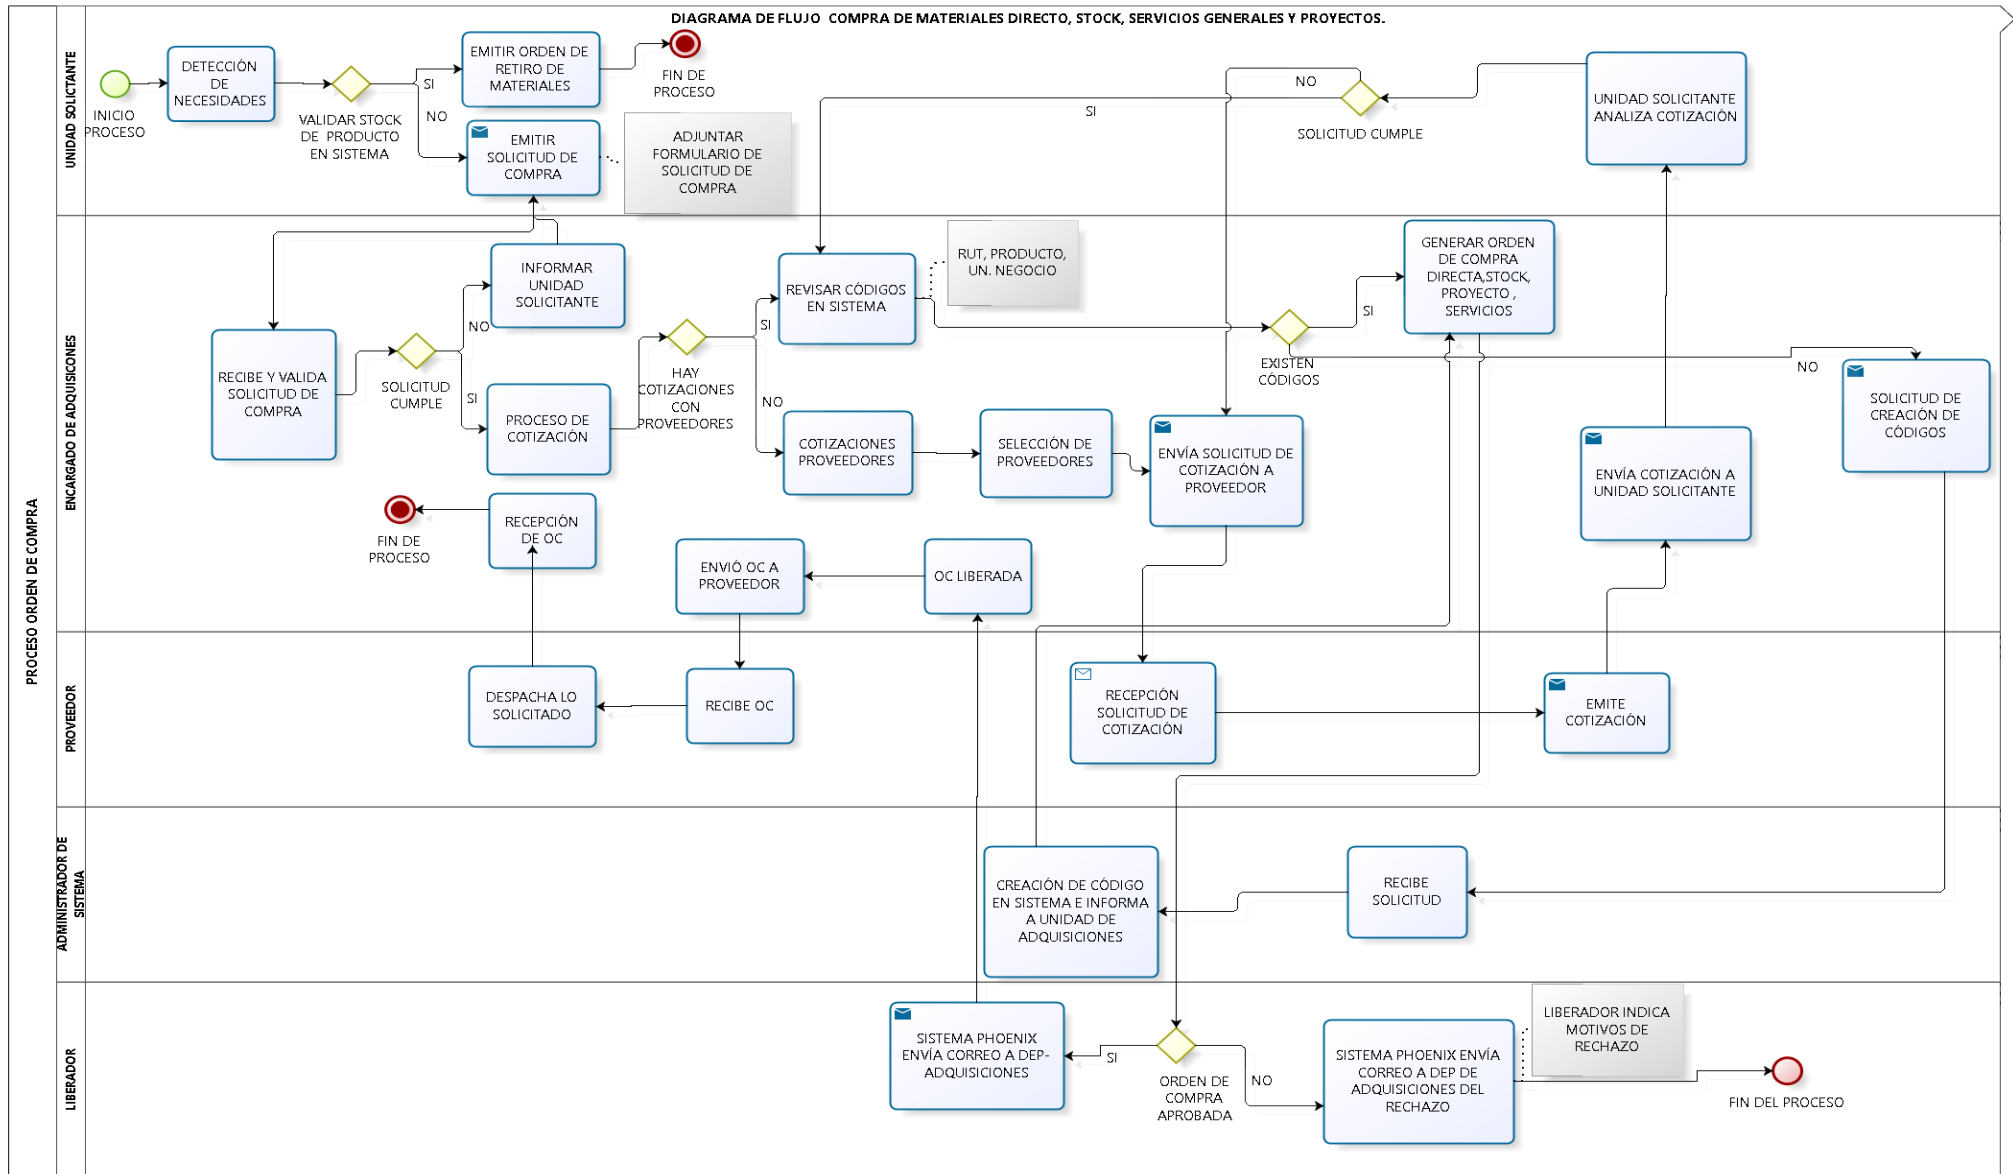 DIAGRAMA DE FLUJO COMPRA DE MATERIALES DIRECTO, STOCK, SERVICIOS GENERALES Y PROYECTOS.
PROCESO ORDEN DE COMPRA
UNIDAD SOLICTANTE
INICIO
PROCESO
DETECCIÓN
DE
NECESIDADES
VALIDAR STOCK
DE PRODUCTO
EN SISTEMA
SI
NO
EMITIR ORDEN DE
RETIRO DE
MATERIALES
FIN DE
PROCESO
EMITIR
SOLICITUD DE
COMPRA
ADJUNTAR
FORMULARIO DE
SOLICITUD DE
COMPRA
SI
NO
SOLICITUD CUMPLE
UNIDAD SOLICITANTE
ANALIZA COTIZACIÓN
ENCARGADO DE ADQUISICONES
RECIBE Y VALIDA
SOLICITUD DE
COMPRA
SOLICITUD
CUMPLE
NO
SI
INFORMAR
UNIDAD
SOLICITANTE
PROCESO DE
COTIZACIÓN
HAY
COTIZACIONES
CON
PROVEEDORES
SI
NO
REVISAR CÓDIGOS
EN SISTEMA
RUT, PRODUCTO,
UN. NEGOCIO
COTIZACIONES
PROVEEDORES
SELECCIÓN DE
PROVEEDORES
ENVÍA SOLICITUD DE
COTIZACIÓN A
PROVEEDOR
EXISTEN
CÓDIGOS
SI
NO
GENERAR ORDEN
DE COMPRA
DIRECTA,STOCK,
PROYECTO ,
SERVICIOS
ENVÍA COTIZACIÓN A
UNIDAD SOLICITANTE
SOLICITUD DE
CREACIÓN DE
CÓDIGOS
FIN DE
PROCESO
RECEPCIÓN
DE OC
ENVIÓ OC A
PROVEEDOR
OC LIBERADA
PROVEEDOR
DESPACHA LO
SOLICITADO
RECIBE OC
RECEPCIÓN
SOLICITUD DE
COTIZACIÓN
EMITE
COTIZACIÓN
ADMINISTRADOR DE
SISTEMA
CREACIÓN DE CÓDIGO
EN SISTEMA E INFORMA
A UNIDAD DE
ADQUISICIONES
RECIBE
SOLICITUD
LIBERADOR
SISTEMA PHOENIX
ENVÍA CORREO A DEP-
ADQUISICIONES
SI
ORDEN DE
COMPRA
APROBADA
NO
SISTEMA PHOENIX ENVÍA
CORREO A DEP DE
ADQUISICIONES DEL
RECHAZO
LIBERADOR INDICA
MOTIVOS DE
RECHAZO
FIN DEL PROCESO